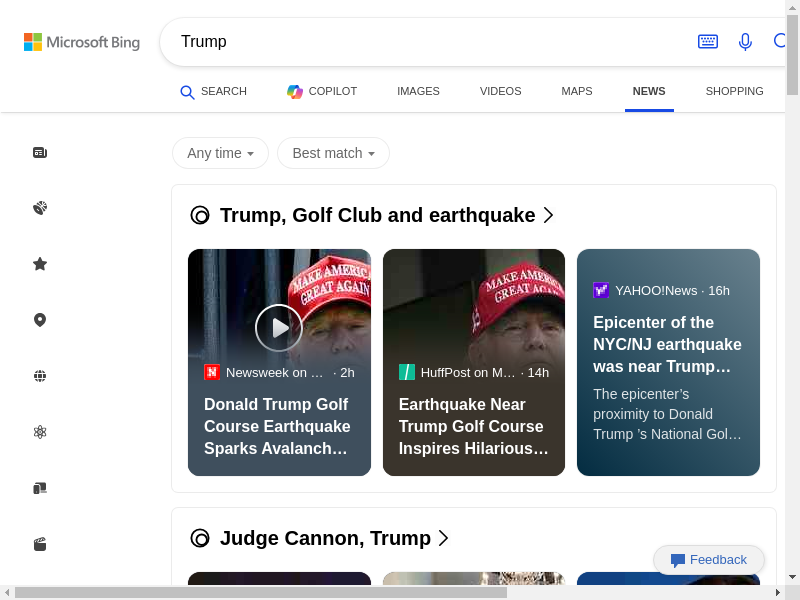 Microsoft Bing
Trump
SEARCH
COPILOT
IMAGES
VIDEOS
MAPS
NEWS
SHOPPING
Any time
Best match
Trump, Golf Club and earthquake
MAKE AMERICA
GREAT AGAIN
Newsweek on … · 2h
Donald Trump Golf
Course Earthquake
Sparks Avalanch…
MAKE AMERICA
GREAT AGAIN
HuffPost on M… · 14h
Earthquake Near
Trump Golf Course
Inspires Hilarious…
YAHOO!News · 16h
Epicenter of the
NYC/NJ earthquake
was near Trump…
The epicenter’s
proximity to Donald
Trump ’s National Gol…
Judge Cannon, Trump
Feedback